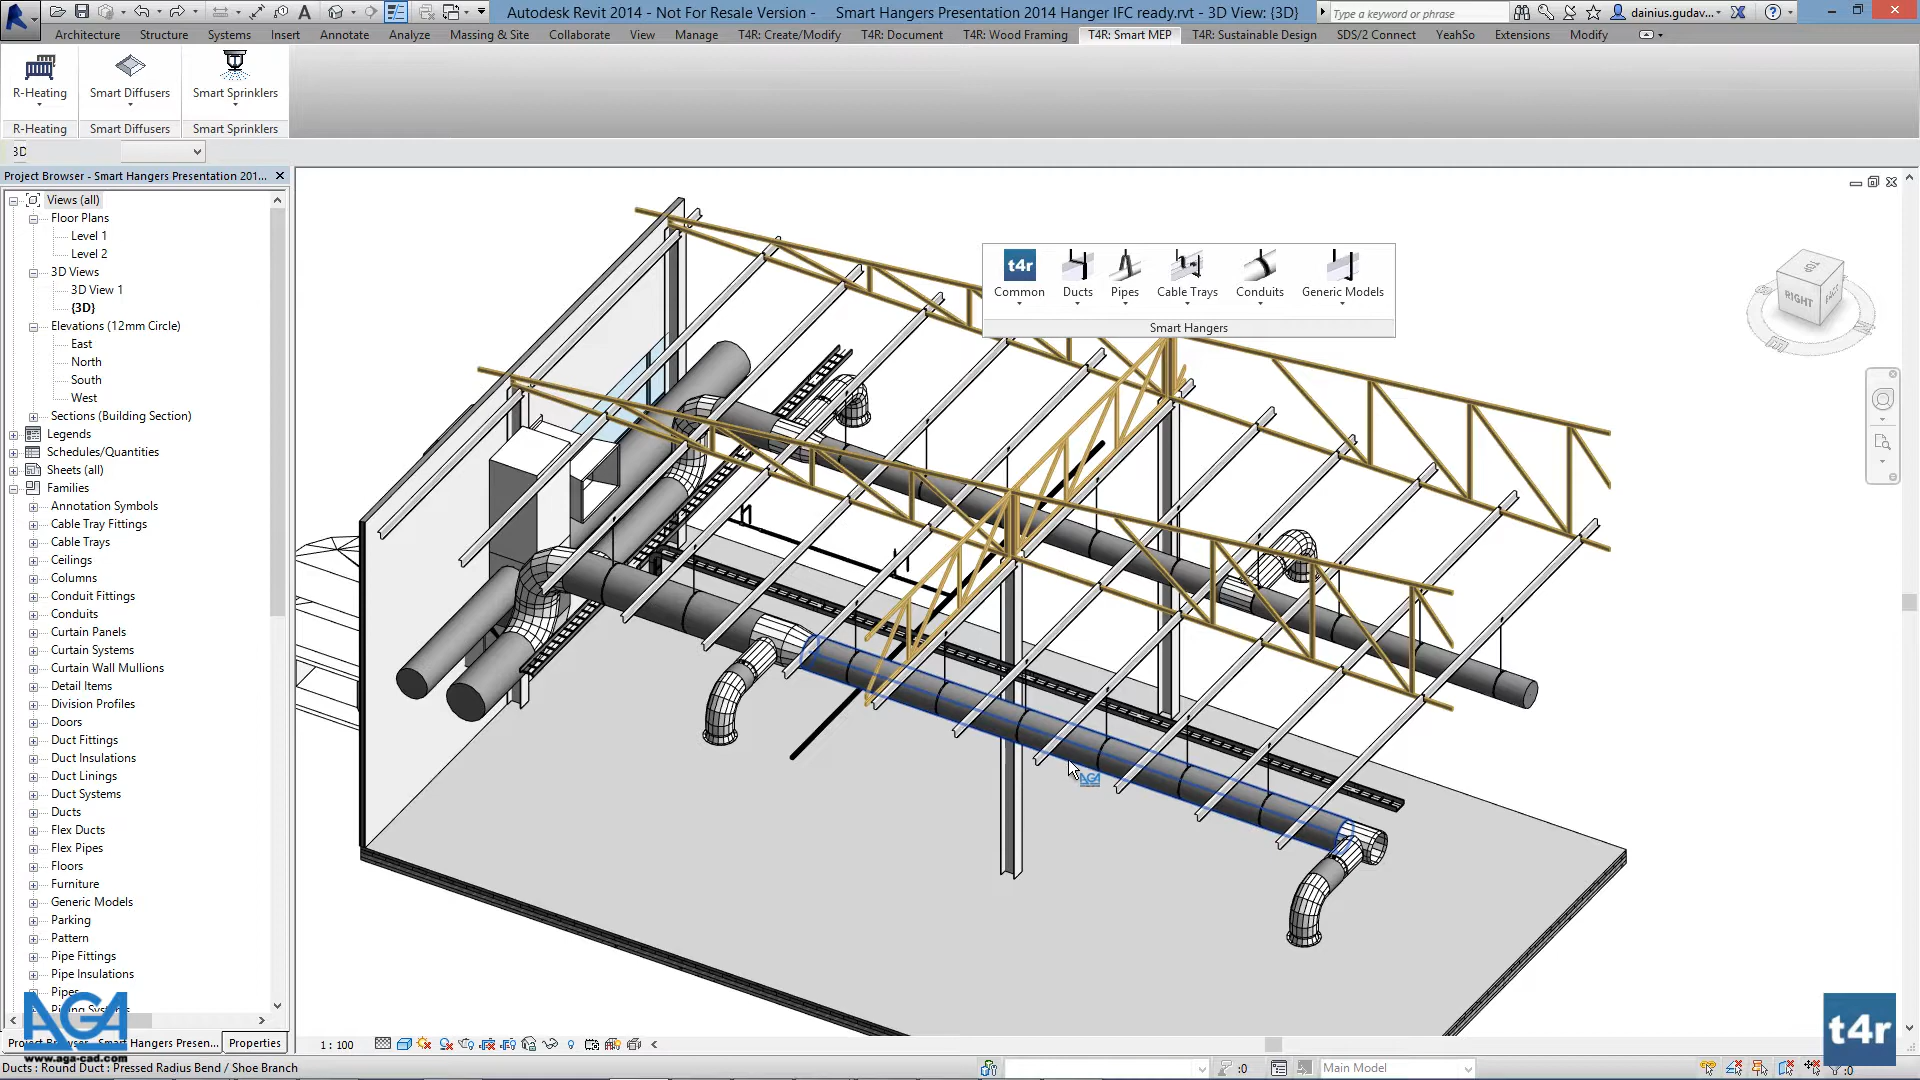 Autodesk Revit 2014 - Not For Resale Version - Smart Hangers Presentation 2014 Hanger IFC ready.rvt - 3D View: {3D}
Type a keyword or phrase
dainius.gudav...
Architecture Structure Systems Insert Annotate Analyze Massing & Site Collaborate View Manage T4R: Create/Modify T4R: Document T4R: Wood Framing T4R: Smart MEP T4R: Sustainable Design SDS/2 Connect YeahSo Extensions Modify
R-Heating Smart Diffusers Smart Sprinklers
R-Heating Smart Diffusers Smart Sprinklers
3D
Project Browser - Smart Hangers Presentation 201...
Views (all)
Floor Plans
Level 1
Level 2
3D Views
3D View 1
{3D}
Elevations (12mm Circle)
East
North
South
West
Sections (Building Section)
Legends
Schedules/Quantities
Sheets (all)
Families
Annotation Symbols
Cable Tray Fittings
Cable Trays
Ceilings
Columns
Conduit Fittings
Conduits
Curtain Panels
Curtain Systems
Curtain Wall Mullions
Detail Items
Division Profiles
Doors
Duct Fittings
Duct Insulations
Duct Linings
Duct Systems
Ducts
Flex Ducts
Flex Pipes
Floors
Furniture
Generic Models
Parking
Pattern
Pipe Fittings
Pipe Insulations
Pipes
t4r
Common Ducts Pipes Cable Trays Conduits Generic Models
Smart Hangers
TOP
RIGHT
AGA
AGA
www.aga-cad.com
Smart Hangers Presen...
Properties
1 : 100
t4r
Ducts : Round Duct : Pressed Radius Bend / Shoe Branch
:0
Main Model
:0